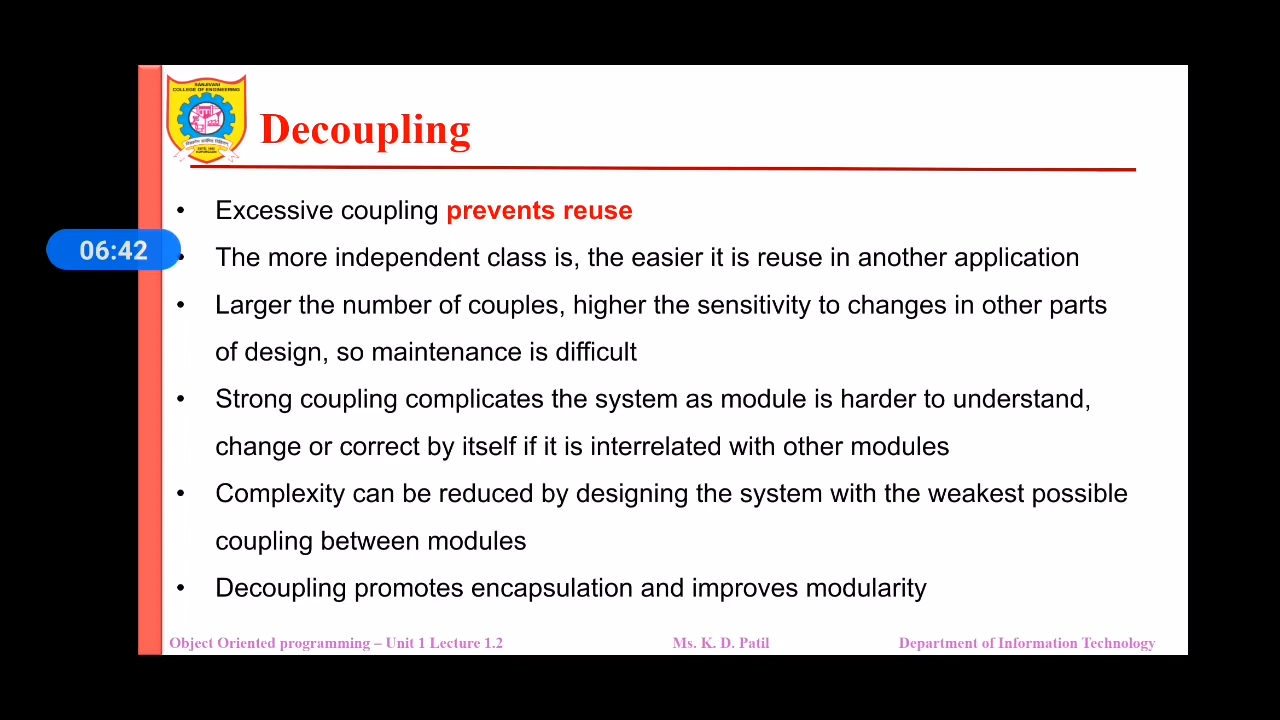 SANJIVANI
COLLEGE OF ENGINEERING
Decoupling
• Excessive coupling prevents reuse
06:42
• The more independent class is, the easier it is reuse in another application
• Larger the number of couples, higher the sensitivity to changes in other parts
of design, so maintenance is difficult
• Strong coupling complicates the system as module is harder to understand,
change or correct by itself if it is interrelated with other modules
• Complexity can be reduced by designing the system with the weakest possible
coupling between modules
• Decoupling promotes encapsulation and improves modularity
Object Oriented programming – Unit 1 Lecture 1.2 Ms. K. D. Patil Department of Information Technology